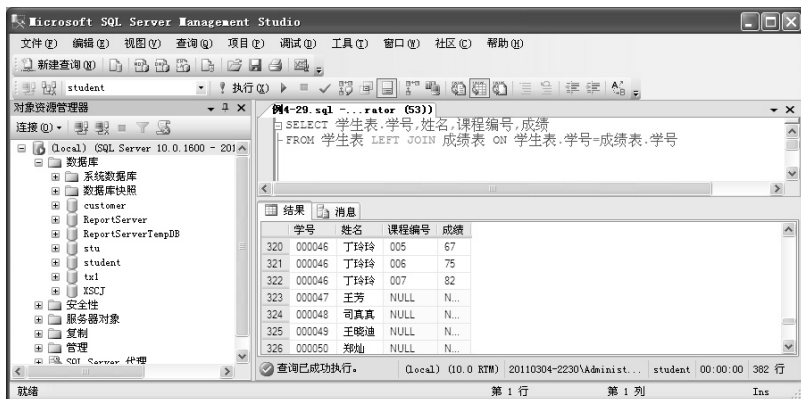 Microsoft SQL Server Management Studio
文件(F) 编辑(E) 视图(V) 查询(Q) 项目(P) 调试(D) 工具(T) 窗口(W) 社区(C) 帮助(H)
新建查询(N)
student 执行(X)
对象资源管理器
连接(O)
(local) (SQL Server 10.0.1600 - 201
数据库
系统数据库
数据库快照
customer
ReportServer
ReportServerTempDB
stu
student
tx1
XSCJ
安全性
服务器对象
复制
管理
SQL Server 代理
例4-29.sql -...rator (53))
SELECT 学生表.学号,姓名,课程编号,成绩
FROM 学生表 LEFT JOIN 成绩表 ON 学生表.学号=成绩表.学号
结果 消息
学号 姓名 课程编号 成绩
320 000046 丁玲玲 005 67
321 000046 丁玲玲 006 75
322 000046 丁玲玲 007 82
323 000047 王芳 NULL N...
324 000048 司真真 NULL N...
325 000049 王晓迪 NULL N...
326 000050 郑灿 NULL N...
查询已成功执行。 (local) (10.0 RTM) 20110304-2230\Administ... student 00:00:00 382 行
就绪 第 1 行 第 1 列 Ins